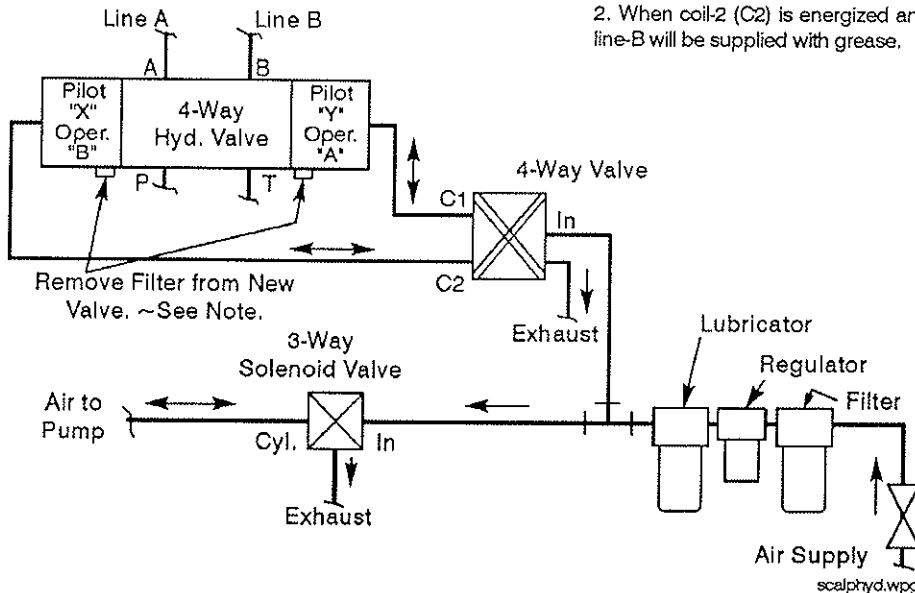 Line A
Line B
2. When coil-2 (C2) is energized an
line-B will be supplied with grease.
A
B
Pilot
"X"
Oper.
"B"
4-Way
Hyd. Valve
Pilot
"Y"
Oper.
"A"
P
T
4-Way Valve
C1
In
C2
Remove Filter from New
Valve. ~See Note.
Exhaust
3-Way
Solenoid Valve
Lubricator
Regulator
Filter
Air to
Pump
Cyl.
In
Exhaust
Air Supply
scalphyd.wpg